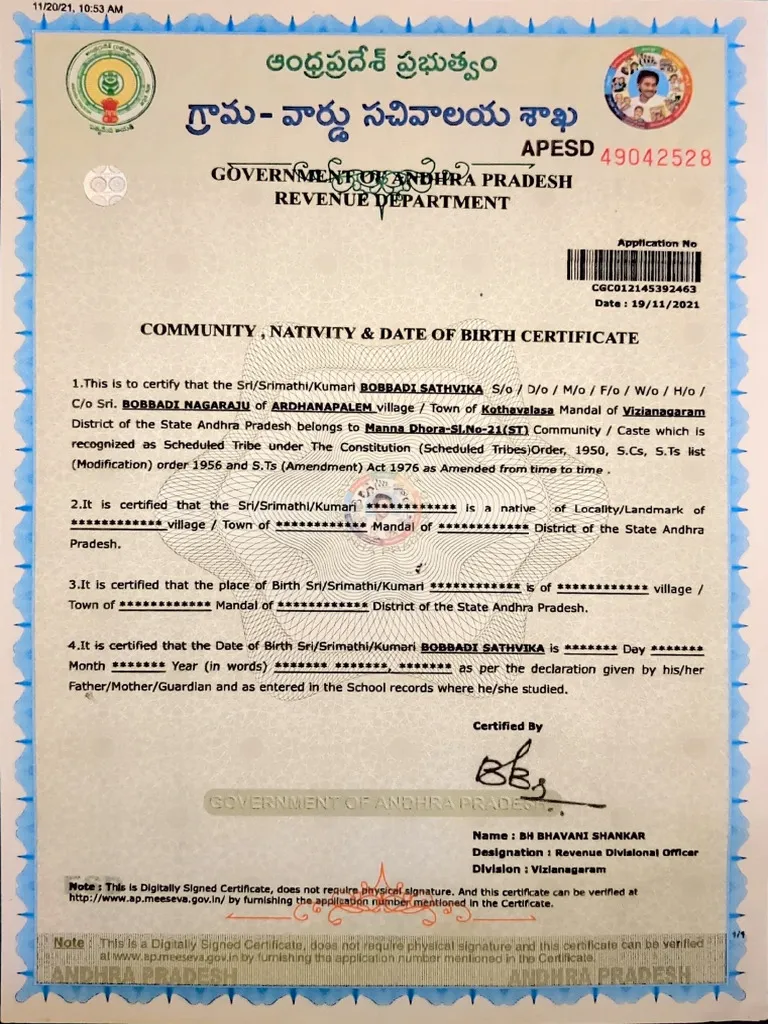 11/20/21, 10:53 AM
ఆంధ్రప్రదేశ్ ప్రభుత్వం
గ్రామ - వార్డు సచివాలయ శాఖ
APESD 49042528
GOVERNMENT OF ANDHRA PRADESH
REVENUE DEPARTMENT
Application No
CGC012145392463
Date : 19/11/2021
COMMUNITY , NATIVITY & DATE OF BIRTH CERTIFICATE
1.This is to certify that the Sri/Srimathi/Kumari BOBBADI SATHVIKA S/o / D/o / M/o / F/o / W/o / H/o /
C/o Sri. BOBBADI NAGARAJU of ARDHANAPALEM village / Town of Kothavalasa Mandal of Vizianagaram
District of the State Andhra Pradesh belongs to Manna Dhora-Sl.No-21(ST) Community / Caste which is
recognized as Scheduled Tribe under The Constitution (Scheduled Tribes)Order, 1950, S.Cs, S.Ts list
(Modification) order 1956 and S.Ts (Amendment) Act 1976 as Amended from time to time .
2.It is certified that the Sri/Srimathi/Kumari ************ is a native of Locality/Landmark of
************ village / Town of ************ Mandal of ************ District of the State Andhra
Pradesh.
3.It is certified that the place of Birth Sri/Srimathi/Kumari ************ is of ************ village /
Town of ************ Mandal of ************ District of the State Andhra Pradesh.
4.It is certified that the Date of Birth Sri/Srimathi/Kumari BOBBADI SATHVIKA is ******* Day *******
Month ******* Year (in words) ******* *******, ******* as per the declaration given by his/her
Father/Mother/Guardian and as entered in the School records where he/she studied.
Certified By
GOVERNMENT OF ANDHRA PRADESH
Name : BH BHAVANI SHANKAR
Designation : Revenue Divisional Officer
Division : Vizianagaram
Note : This is Digitally Signed Certificate, does not require physical signature. And this certificate can be verified at
http://www.ap.meeseva.gov.in/ by furnishing the application number mentioned in the Certificate.
1/1
Note : This is a Digitally Signed Certificate, does not require physical signature and this certificate can be verified
at www.ap.meeseva.gov.in by furnishing the application number mentioned in the Certificate.
ANDHRA PRADESH ANDHRA PRADESH